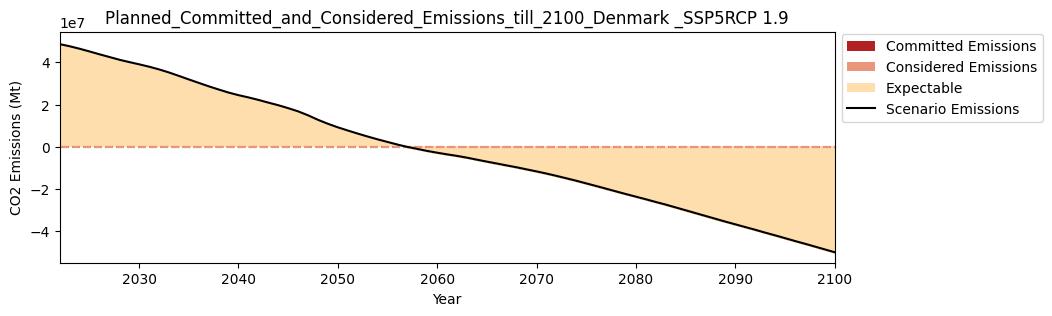 Planned_Committed_and_Considered_Emissions_till_2100_Denmark _SSP5RCP 1.9
1e7
CO2 Emissions (Mt)
4
2
0
−2
−4
2030 2040 2050 2060 2070 2080 2090 2100
Year
Committed Emissions
Considered Emissions
Expectable
Scenario Emissions